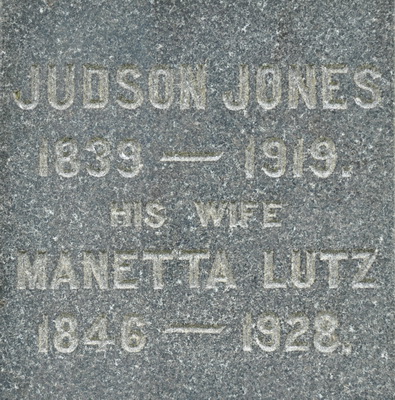 JUDSON JONES
1839 — 1919.
HIS WIFE
MANETTA LUTZ
1846 — 1928.